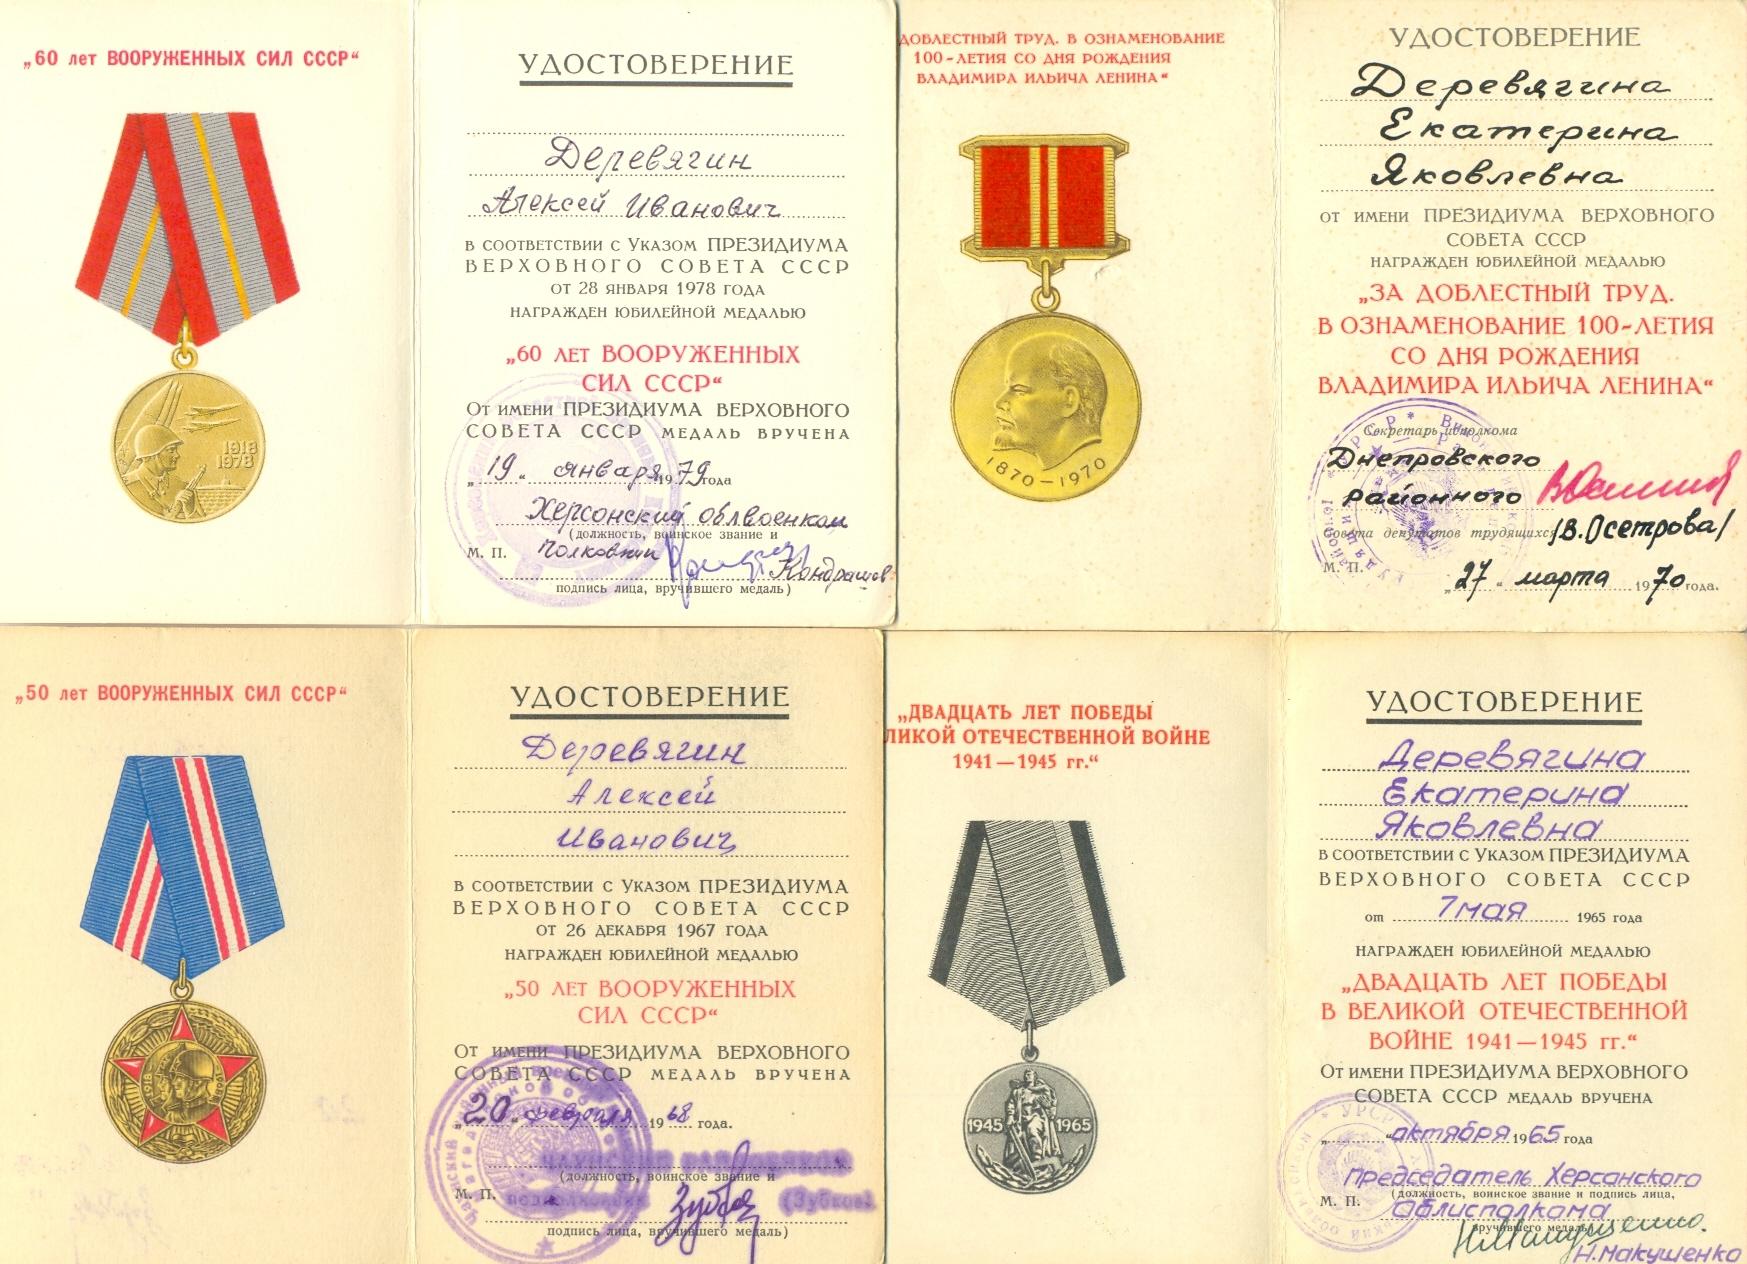 „60 лет ВООРУЖЕННЫХ СИЛ СССР“
1918
1978
УДОСТОВЕРЕНИЕ
Деревягин
Алексей Иванович
в соответствии с Указом ПРЕЗИДИУМА
ВЕРХОВНОГО СОВЕТА СССР
от 28 января 1978 года
награжден юбилейной медалью
„60 лет ВООРУЖЕННЫХ
СИЛ СССР“
От имени ПРЕЗИДИУМА ВЕРХОВНОГО
СОВЕТА СССР медаль вручена
„19“ января 1979 года
Херсонский облвоенком
(должность, воинское звание и
М. П. полковник Кондрашов
подпись лица, вручившего медаль)
ДОБЛЕСТНЫЙ ТРУД. В ОЗНАМЕНОВАНИЕ
100-ЛЕТИЯ СО ДНЯ РОЖДЕНИЯ
ВЛАДИМИРА ИЛЬИЧА ЛЕНИНА“
1870-1970
УДОСТОВЕРЕНИЕ
Деревягина
Екатерина
Яковлевна
от имени ПРЕЗИДИУМА ВЕРХОВНОГО
СОВЕТА СССР
награжден юбилейной медалью
„ЗА ДОБЛЕСТНЫЙ ТРУД.
В ОЗНАМЕНОВАНИЕ 100-ЛЕТИЯ
СО ДНЯ РОЖДЕНИЯ
ВЛАДИМИРА ИЛЬИЧА ЛЕНИНА“
Секретарь исполкома
Днепровского
районного
Совета депутатов трудящихся /В. Осетрова/
М. П.
„27“ марта 1970 года.
„50 лет ВООРУЖЕННЫХ СИЛ СССР“
УДОСТОВЕРЕНИЕ
Деревягин
Алексей
Иванович
в соответствии с Указом ПРЕЗИДИУМА
ВЕРХОВНОГО СОВЕТА СССР
от 26 декабря 1967 года
награжден юбилейной медалью
„50 лет ВООРУЖЕННЫХ
СИЛ СССР“
От имени ПРЕЗИДИУМА ВЕРХОВНОГО
СОВЕТА СССР медаль вручена
„20“ февраля 1968 года.
(должность, воинское звание и
М. П. (Зубков)
подпись лица, вручившего медаль)
„ДВАДЦАТЬ ЛЕТ ПОБЕДЫ
ЛИКОЙ ОТЕЧЕСТВЕННОЙ ВОЙНЕ
1941—1945 гг.“
1945 1965
УДОСТОВЕРЕНИЕ
Деревягина
Екатерина
Яковлевна
в соответствии с Указом ПРЕЗИДИУМА
ВЕРХОВНОГО СОВЕТА СССР
от 7 мая 1965 года
награжден юбилейной медалью
„ДВАДЦАТЬ ЛЕТ ПОБЕДЫ
В ВЕЛИКОЙ ОТЕЧЕСТВЕННОЙ
ВОЙНЕ 1941—1945 гг.“
От имени ПРЕЗИДИУМА ВЕРХОВНОГО
СОВЕТА СССР медаль вручена
„ “ октября 1965 года
Председатель Херсанского
М. П. (должность, воинское звание и подпись лица,
Облисполкома
вручившего медаль)
Н. Макушенко